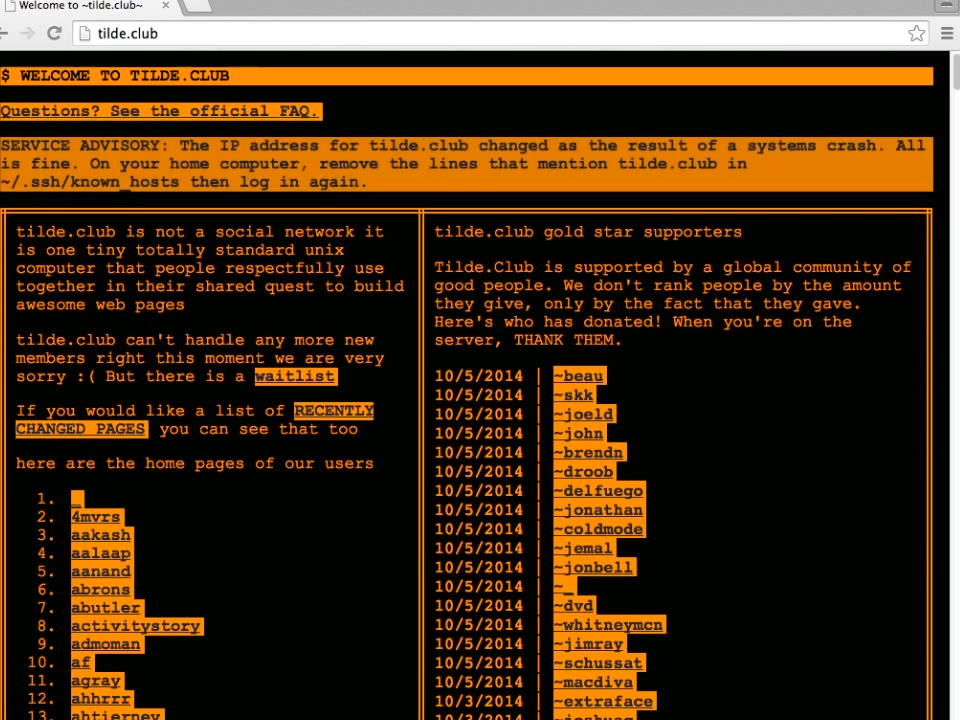 Welcome to ~tilde.club~
tilde.club
$ WELCOME TO TILDE.CLUB
Questions? See the official FAQ.
SERVICE ADVISORY: The IP address for tilde.club changed as the result of a systems crash. All
is fine. On your home computer, remove the lines that mention tilde.club in
~/.ssh/known_hosts then log in again.
tilde.club is not a social network it
is one tiny totally standard unix
computer that people respectfully use
together in their shared quest to build
awesome web pages
tilde.club can't handle any more new
members right this moment we are very
sorry :( But there is a waitlist
If you would like a list of RECENTLY
CHANGED PAGES you can see that too
here are the home pages of our users
1. _
2. 4mvrs
3. aakash
4. aalaap
5. aanand
6. abrons
7. abutler
8. activitystory
9. admoman
10. af
11. agray
12. ahhrrr
13. ahtierney
tilde.club gold star supporters
Tilde.Club is supported by a global community of
good people. We don't rank people by the amount
they give, only by the fact that they gave.
Here's who has donated! When you're on the
server, THANK THEM.
10/5/2014 | ~beau
10/5/2014 | ~skk
10/5/2014 | ~joeld
10/5/2014 | ~john
10/5/2014 | ~brendn
10/5/2014 | ~droob
10/5/2014 | ~delfuego
10/5/2014 | ~jonathan
10/5/2014 | ~coldmode
10/5/2014 | ~jemal
10/5/2014 | ~jonbell
10/5/2014 | ~_
10/5/2014 | ~dvd
10/5/2014 | ~whitneymcn
10/5/2014 | ~jimray
10/5/2014 | ~schussat
10/5/2014 | ~macdiva
10/3/2014 | ~extraface
10/3/2014 |